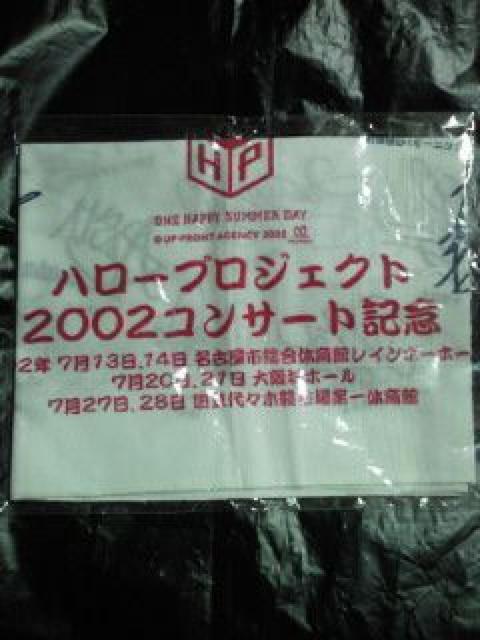 HP
ONE HAPPY SUMMER DAY
© UP-FRONT AGENCY 2002
ハロープロジェクト
2002コンサート記念
2年 7月13日、14日 名古屋市総合体育館レインボーホー
7月20日、21日 大阪城ホール
7月27日、28日 国立代々木競技場第一体育館